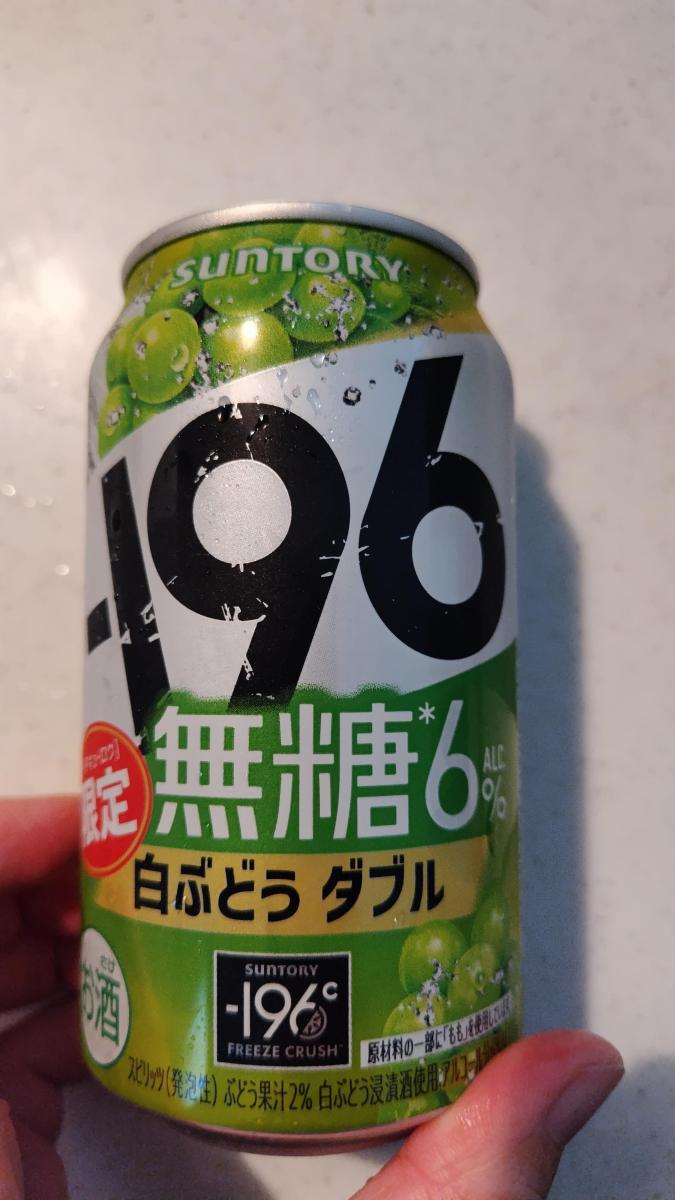 SUNTORY
-196
限定
無糖*6
ALC.
%
白ぶどう ダブル
お酒
さけ
SUNTORY
-196℃
FREEZE CRUSH
原材料の一部に「もも」を使用しています
スピリッツ(発泡性) ぶどう果汁2% 白ぶどう浸漬酒使用